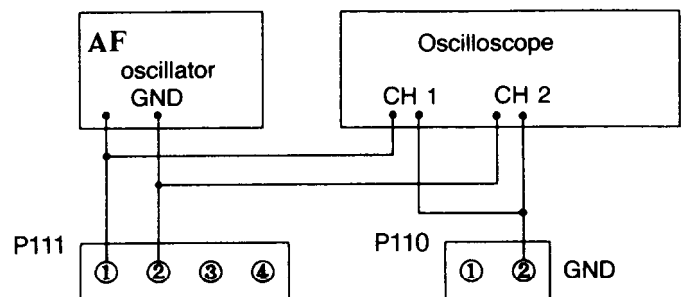 AF
oscillator
GND
Oscilloscope
CH 1 CH 2
P111
① ② ③ ④
P110
① ② GND